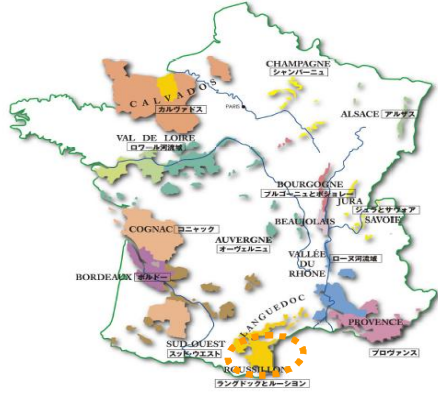 CHAMPAGNE
シャンパーニュ
CALVADOS
カルヴァドス
PARIS
ALSACE アルザス
VAL DE LOIRE
ロワール河流域
BOURGOGNE
ブルゴーニュとボジョレー
JURA
ジュラとサヴォア
SAVOIE
BEAUJOLAIS
COGNAC コニャック
AUVERGNE
オーヴェルニュ
VALLÉE
DU
RHÔNE
ローヌ河流域
BORDEAUX ボルドー
LANGUEDOC
PROVENCE
プロヴァンス
SUD-OUEST
スッド・ウエスト
ROUSSILLON
ラングドックとルーション